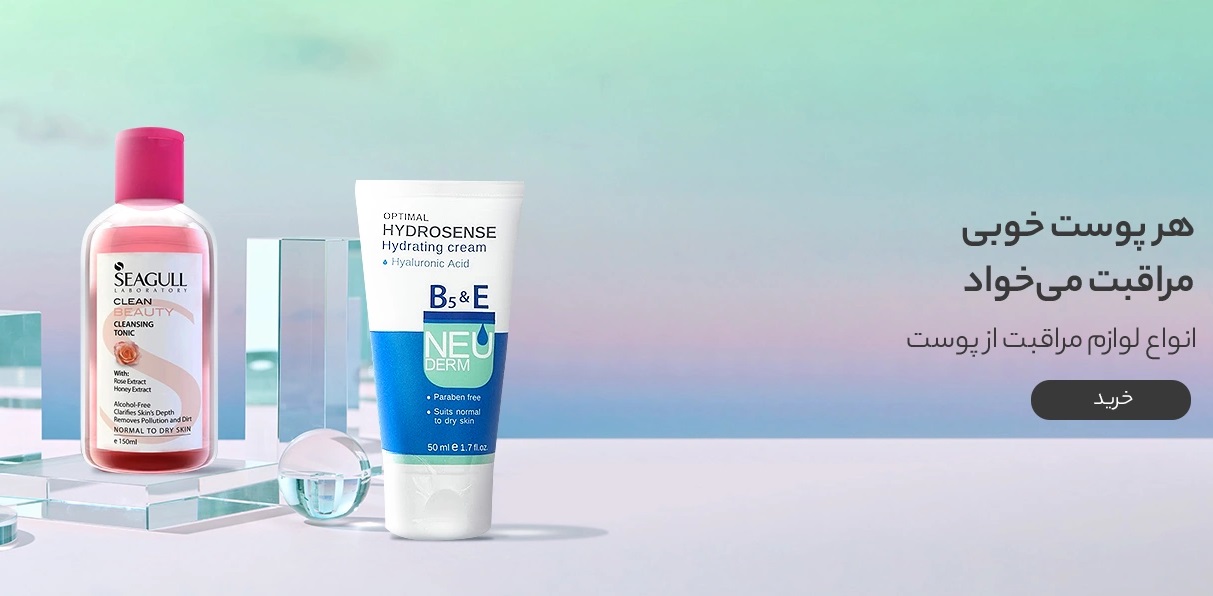 SEAGULL
LABORATORY
CLEAN
BEAUTY
CLEANSING
TONIC
With:
Rose Extract
Honey Extract
Alcohol-Free
Clarifies Skin's Depth
Removes Pollution and Dirt
NORMAL TO DRY SKIN
e 150ml
OPTIMAL
HYDROSENSE
Hydrating cream
Hyaluronic Acid
B5 & E
NEU
DERM
• Paraben free
• Suits normal
to dry skin
50 ml e 1.7 fl.oz.
هر پوست خوبی
مراقبت می‌خواد
انواع لوازم مراقبت از پوست
خرید